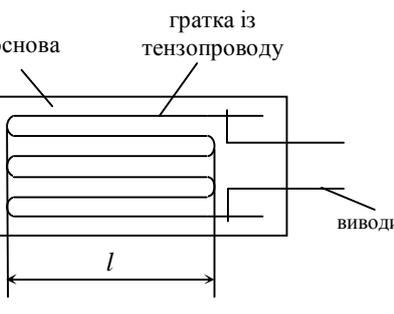 гратка із
тензопроводу
основа
l
виводи